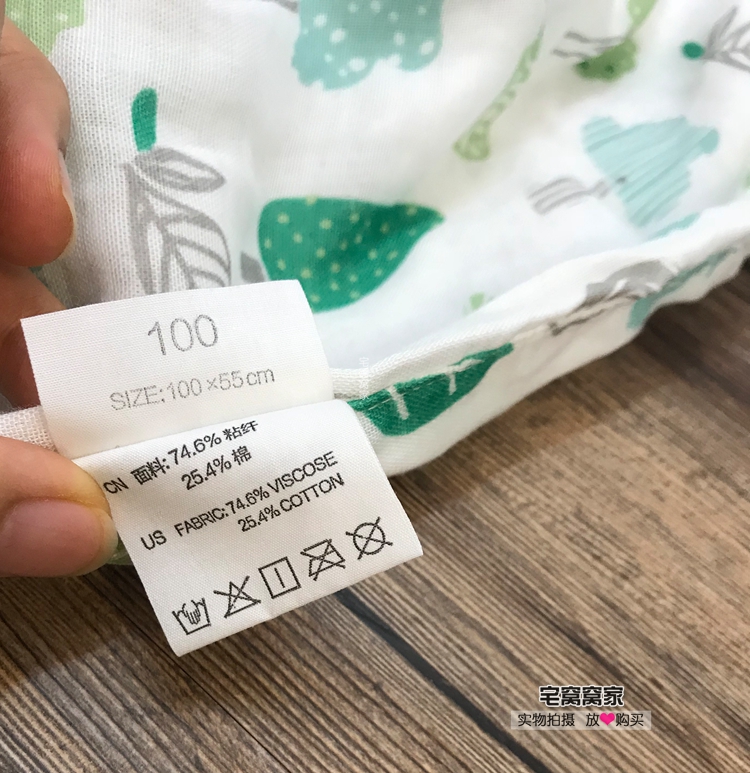 100
SIZE:100×55cm
CN 面料:74.6% 粘纤
25.4% 棉
US FABRIC:74.6% VISCOSE
25.4% COTTON
宅窝窝家
实物拍摄 放❤购买